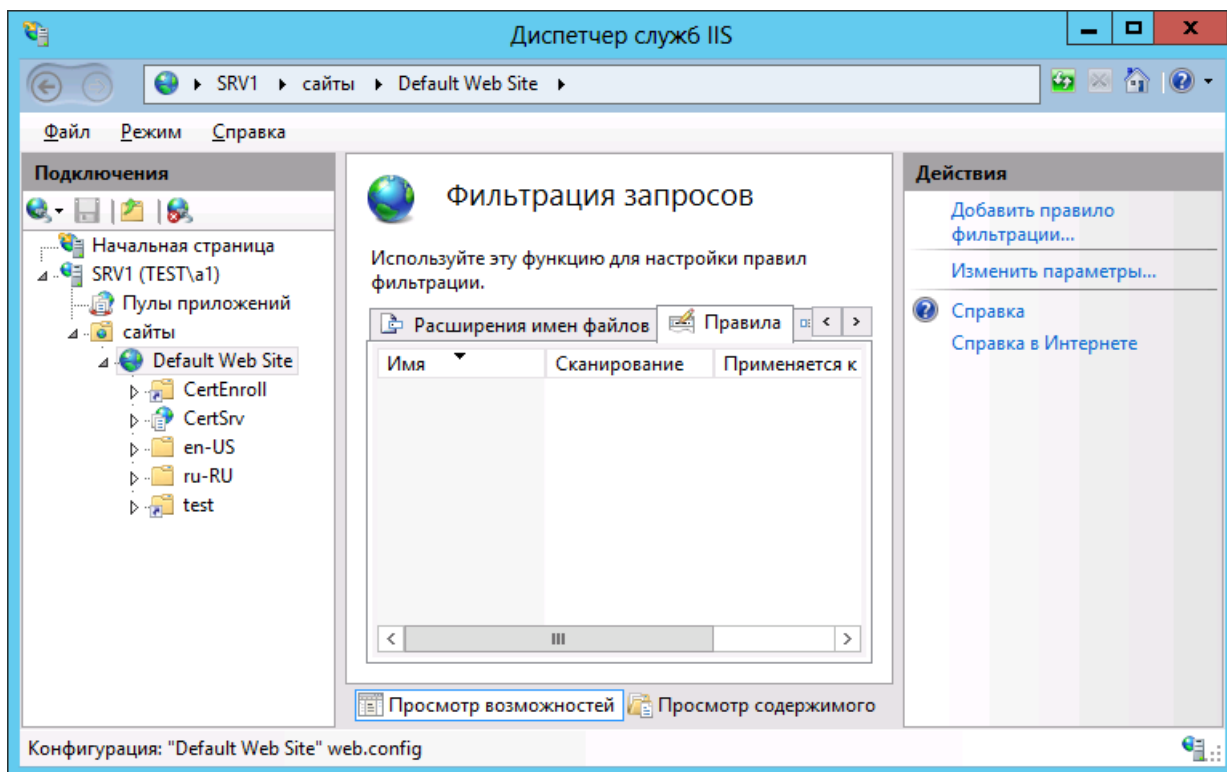 Диспетчер служб IIS
SRV1 сайты Default Web Site
Файл Режим Справка
Подключения
Начальная страница
SRV1 (TEST\a1)
Пулы приложений
сайты
Default Web Site
CertEnroll
CertSrv
en-US
ru-RU
test
Фильтрация запросов
Используйте эту функцию для настройки правил
фильтрации.
Расширения имен файлов Правила
Имя Сканирование Применяется к
Просмотр возможностей Просмотр содержимого
Действия
Добавить правило
фильтрации...
Изменить параметры...
Справка
Справка в Интернете
Конфигурация: "Default Web Site" web.config